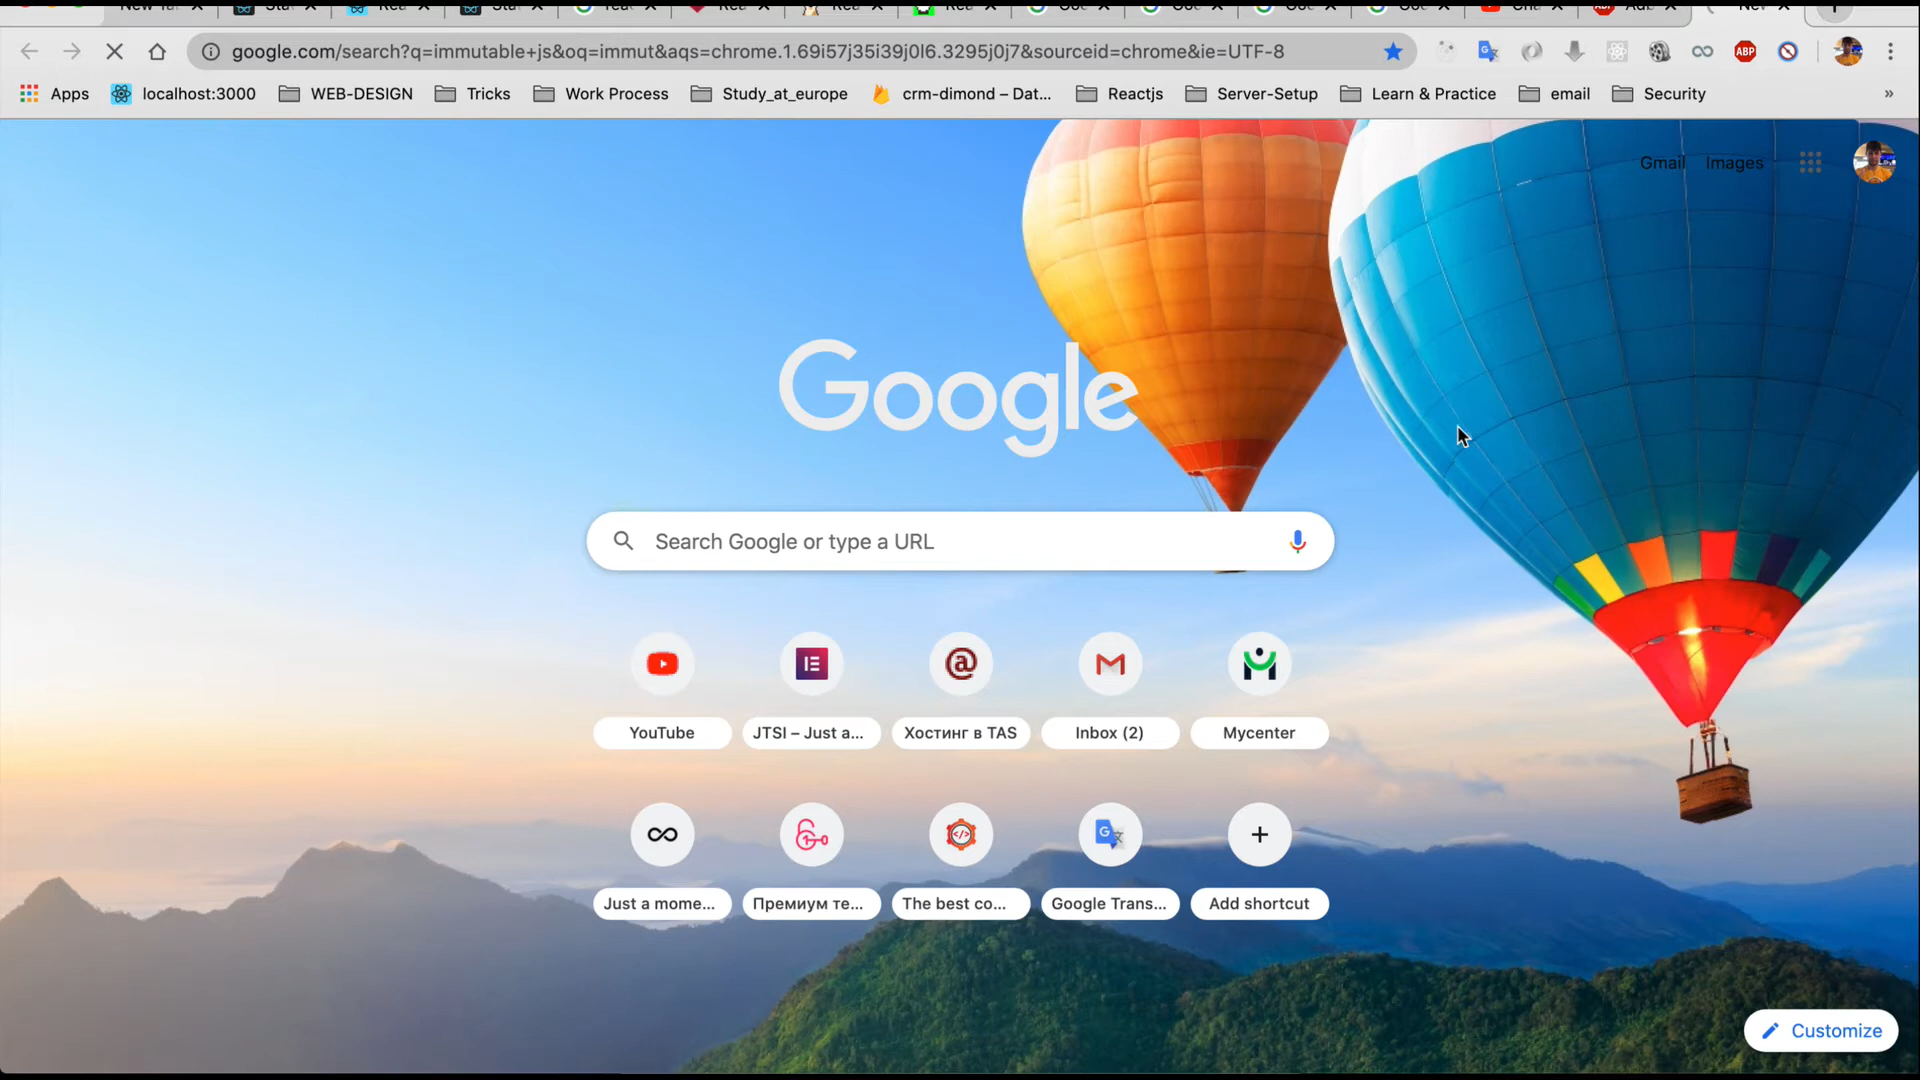 google.com/search?q=immutable+js&oq=immut&aqs=chrome.1.69i57j35i39j0l6.3295j0j7&sourceid=chrome&ie=UTF-8
Apps localhost:3000 WEB-DESIGN Tricks Work Process Study_at_europe crm-dimond – Dat... Reactjs Server-Setup Learn & Practice email Security »
ABP
Gmail Images
Google
Search Google or type a URL
YouTube JTSI – Just a... Хостинг в TAS Inbox (2) Mycenter
Just a mome... Премиум те... The best co... Google Trans... Add shortcut
Customize